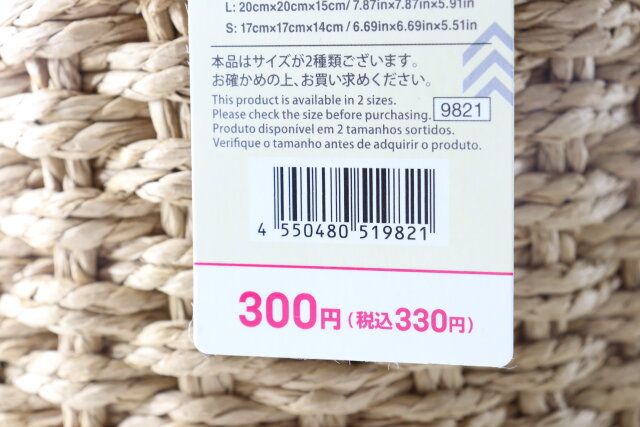 L: 20cm×20cm×15cm/ 7.87in×7.87in×5.91in
S: 17cm×17cm×14cm / 6.69in×6.69in×5.51in
本品はサイズが2種類ございます。
お確かめの上、お買い求めください。
This product is available in 2 sizes.
Please check the size before purchasing. 9821
Produto disponível em 2 tamanhos sortidos.
Verifique o tamanho antes de adquirir o produto.
4 550480 519821
300円(税込330円)